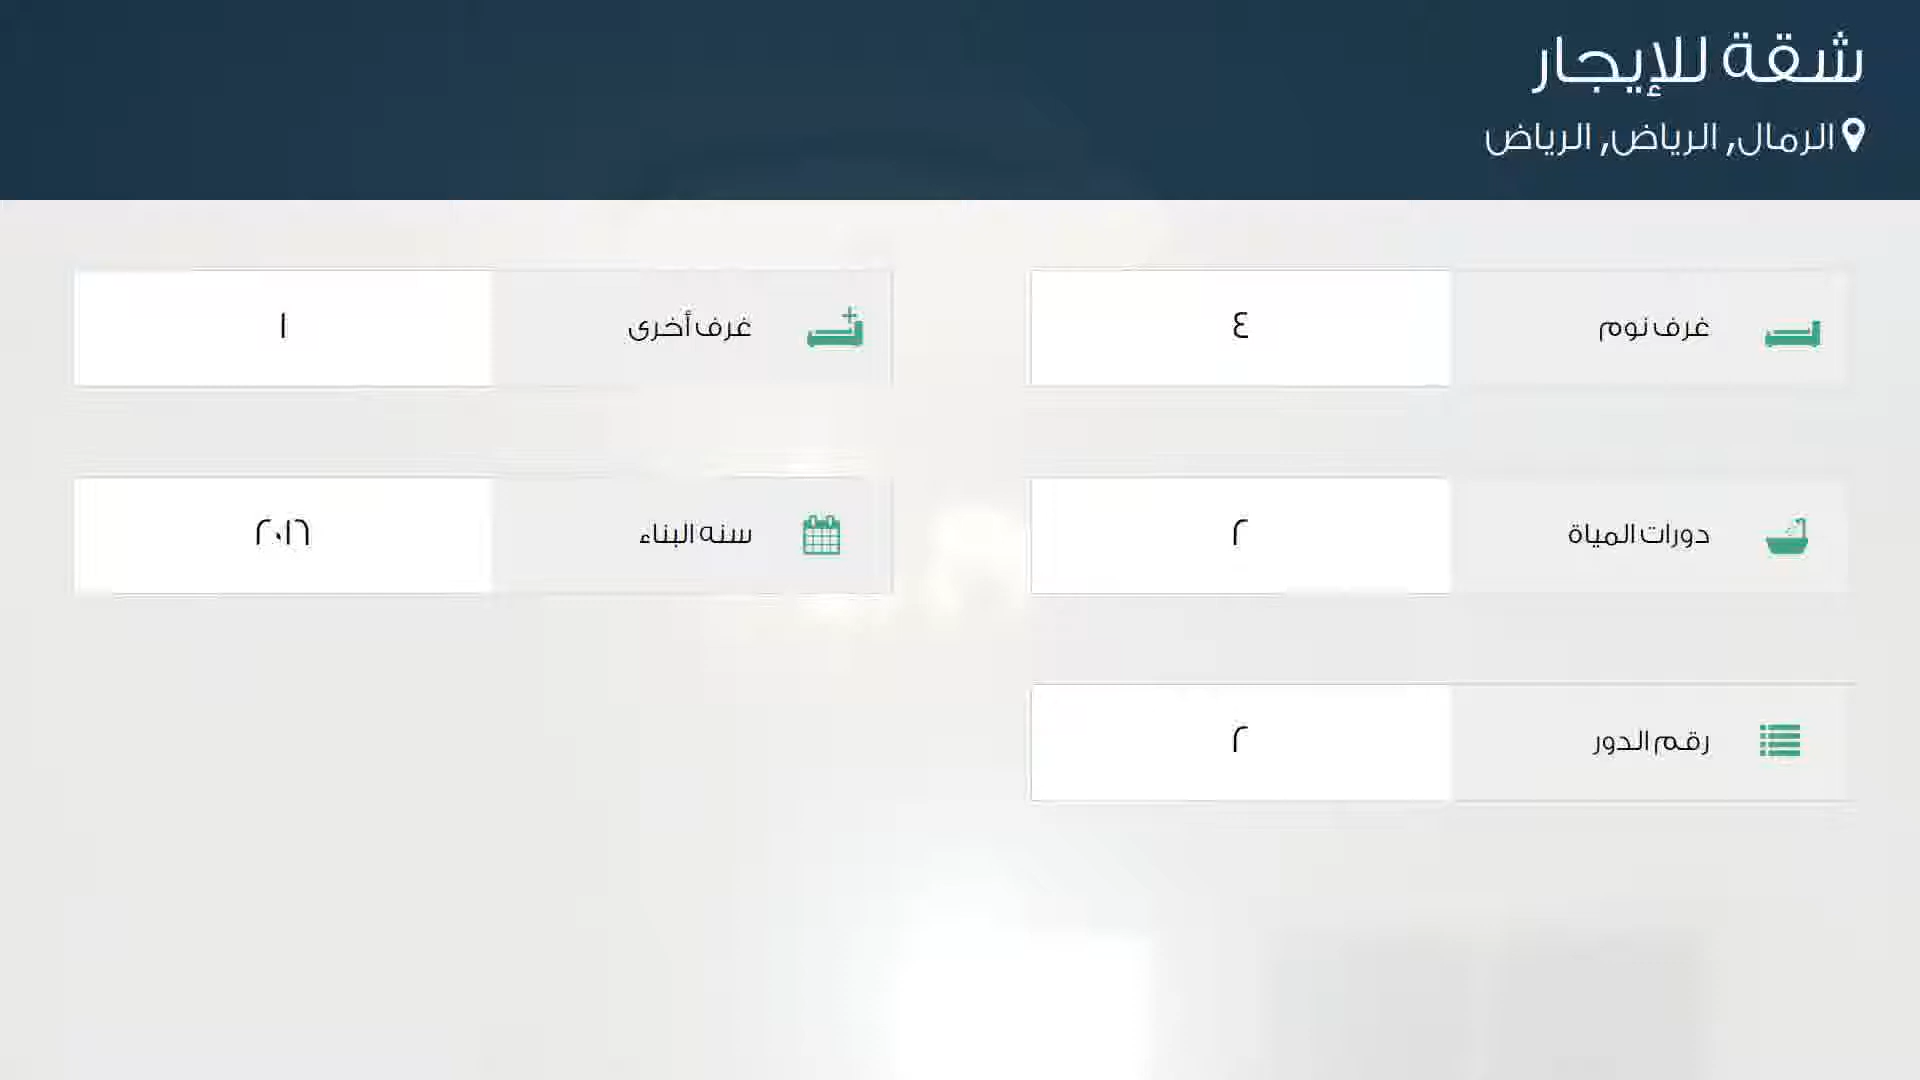 شقة للإيجار
الرمال, الرياض, الرياض
غرف نوم
٤
غرف أخرى
١
دورات المياة
٢
سنه البناء
٢٠١٦
رقم الدور
٢